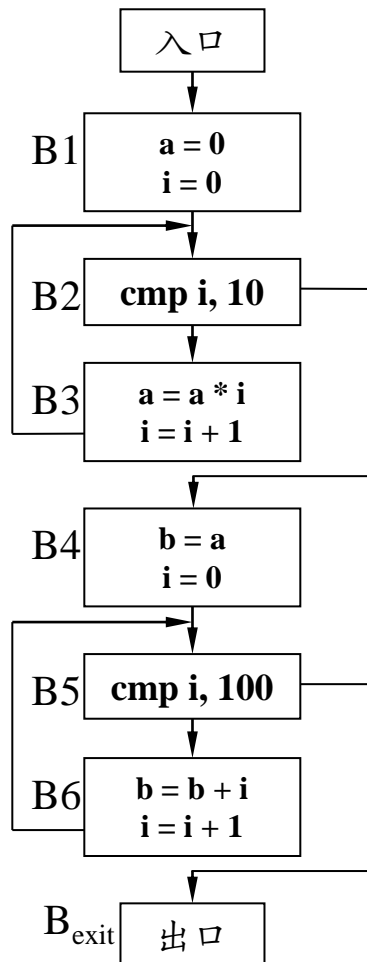 入口
B1
a = 0
i = 0
B2
cmp i, 10
B3
a = a * i
i = i + 1
B4
b = a
i = 0
B5
cmp i, 100
B6
b = b + i
i = i + 1
Bexit
出口